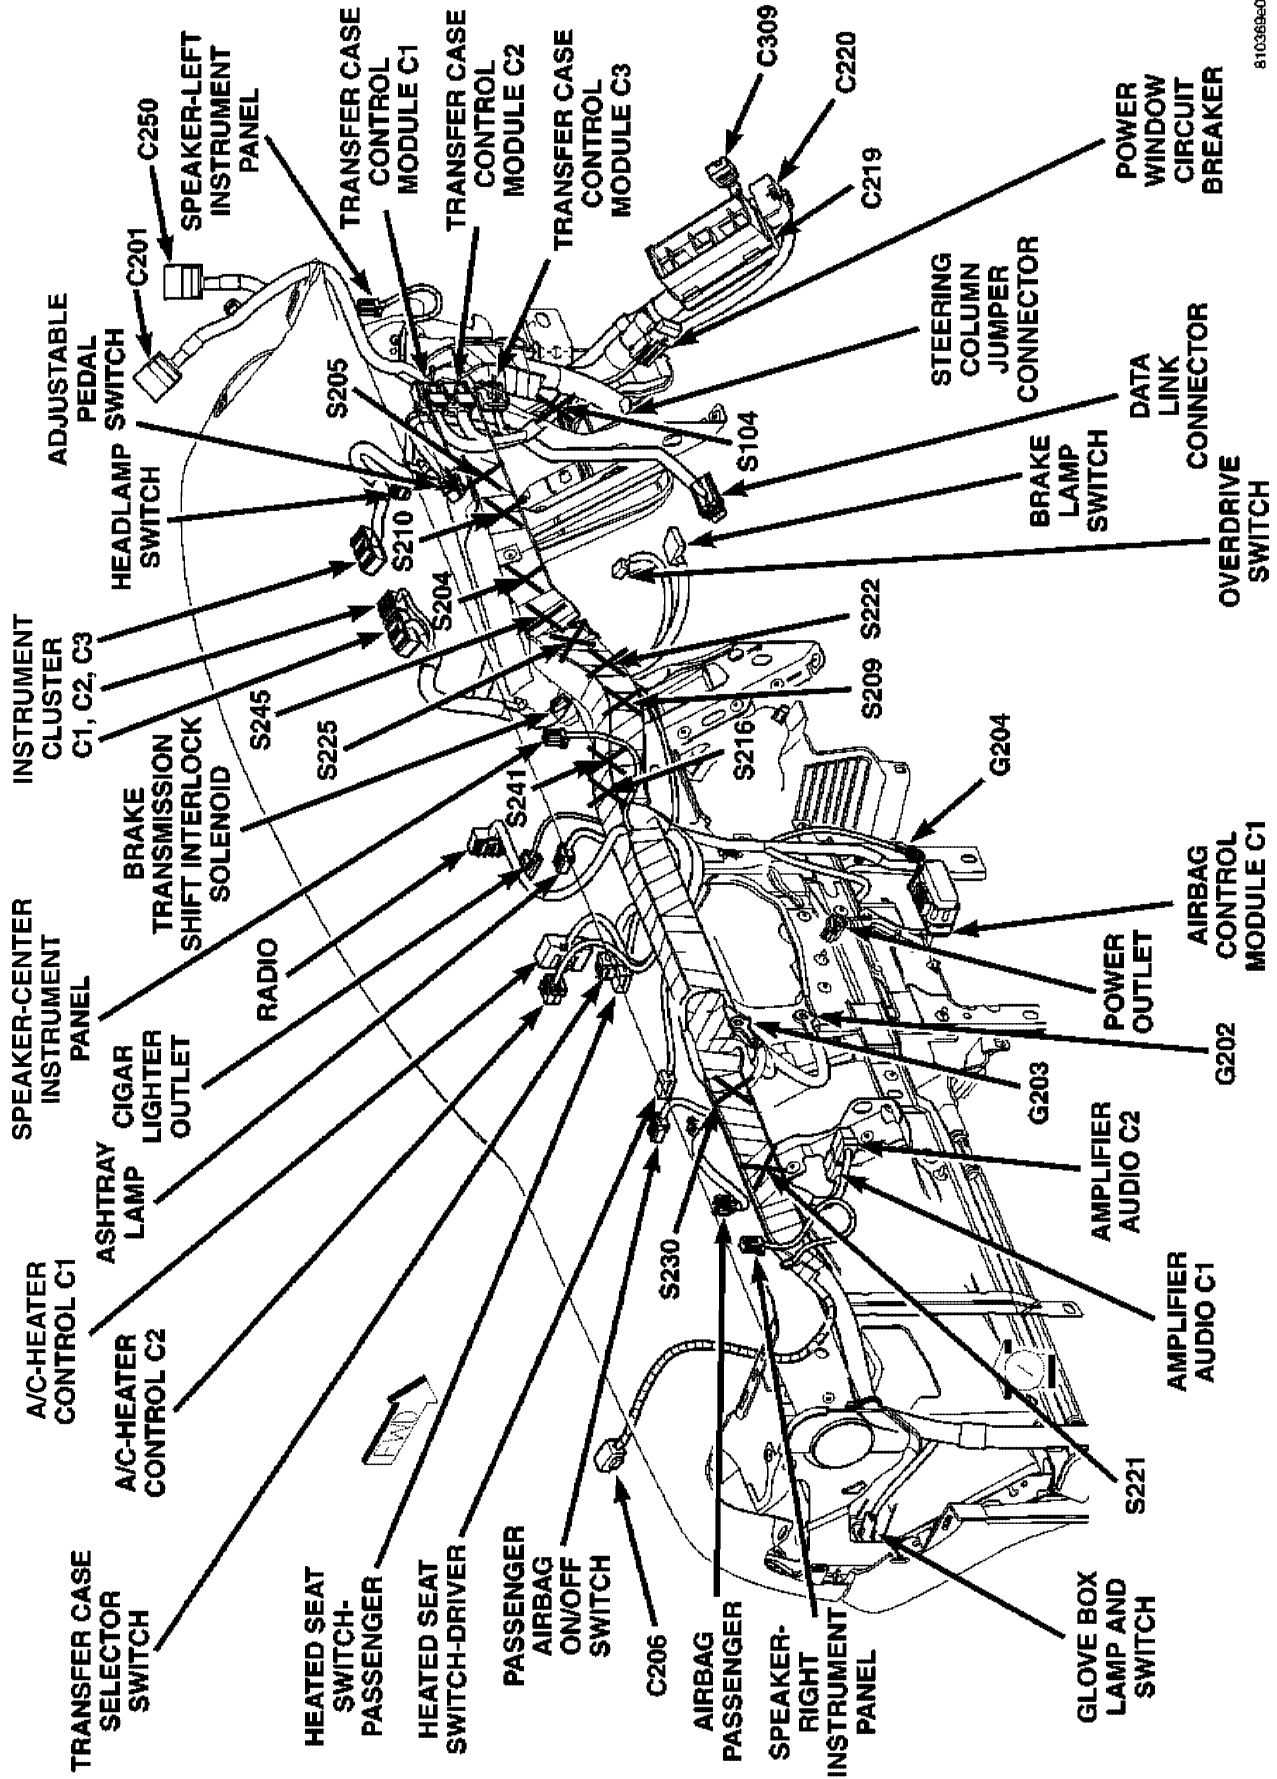 TRANSFER CASE
SELECTOR
SWITCH
A/C-HEATER
CONTROL C1
A/C-HEATER
CONTROL C2
ASHTRAY
LAMP
CIGAR
LIGHTER
OUTLET
SPEAKER-CENTER
INSTRUMENT
PANEL
RADIO
BRAKE
TRANSMISSION
SHIFT INTERLOCK
SOLENOID
INSTRUMENT
CLUSTER
C1, C2, C3
S245
S225
S241
HEADLAMP
SWITCH
ADJUSTABLE
PEDAL
SWITCH
S210
S204
S205
C201
C250
SPEAKER-LEFT
INSTRUMENT
PANEL
TRANSFER CASE
CONTROL
MODULE C1
TRANSFER CASE
CONTROL
MODULE C2
TRANSFER CASE
CONTROL
MODULE C3
C309
C220
C219
POWER
WINDOW
CIRCUIT
BREAKER
STEERING
COLUMN
JUMPER
CONNECTOR
S104
DATA
LINK
CONNECTOR
BRAKE
LAMP
SWITCH
OVERDRIVE
SWITCH
S222
S209
S216
G204
AIRBAG
CONTROL
MODULE C1
POWER
OUTLET
G202
G203
AMPLIFIER
AUDIO C2
AMPLIFIER
AUDIO C1
S230
S221
FWD
HEATED SEAT
SWITCH-
PASSENGER
HEATED SEAT
SWITCH-DRIVER
PASSENGER
AIRBAG
ON/OFF
SWITCH
C206
AIRBAG
PASSENGER
SPEAKER-
RIGHT
INSTRUMENT
PANEL
GLOVE BOX
LAMP AND
SWITCH
810369e0